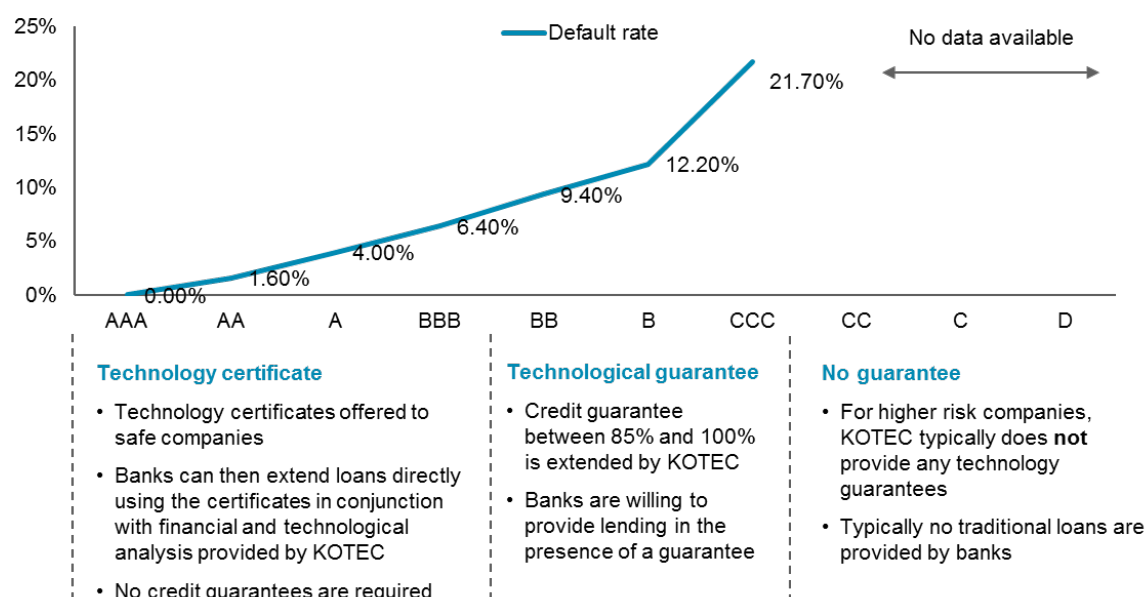 25%
20%
15%
10%
5%
0%
Default rate
No data available
0.00%
1.60%
4.00%
6.40%
9.40%
12.20%
21.70%
AAA
AA
A
BBB
BB
B
CCC
CC
C
D
Technology certificate
• Technology certificates offered to
safe companies
• Banks can then extend loans directly
using the certificates in conjunction
with financial and technological
analysis provided by KOTEC
• No credit guarantees are required
Technological guarantee
• Credit guarantee
between 85% and 100%
is extended by KOTEC
• Banks are willing to
provide lending in the
presence of a guarantee
No guarantee
• For higher risk companies,
KOTEC typically does not
provide any technology
guarantees
• Typically no traditional loans are
provided by banks